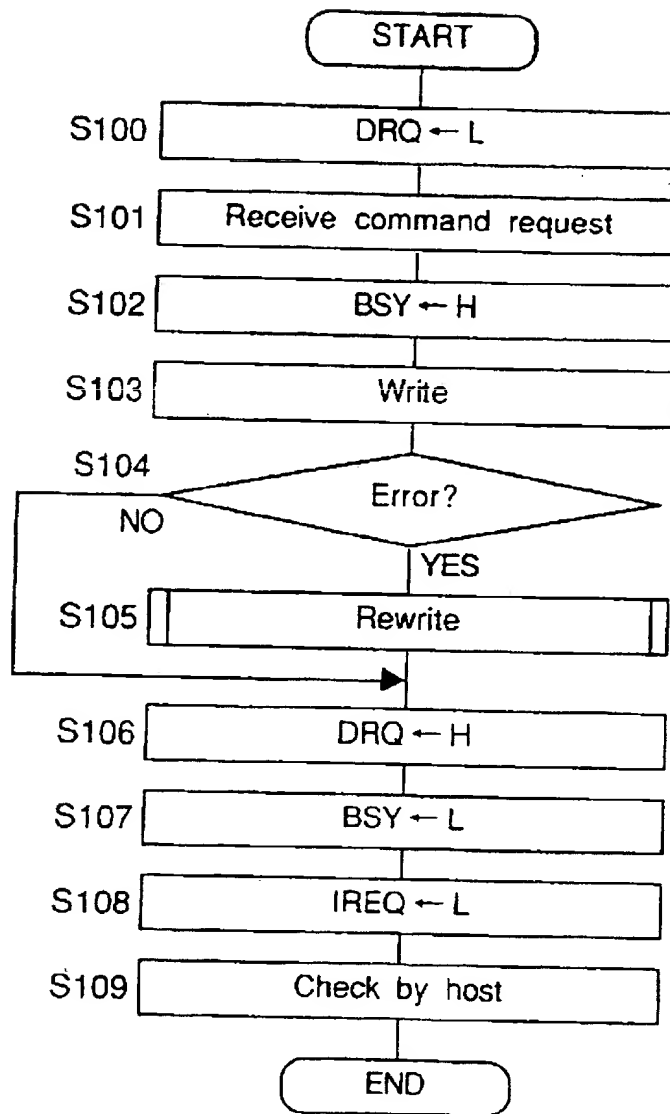 START
S100 DRQ ← L
S101 Receive command request
S102 BSY ← H
S103 Write
S104
Error?
NO
YES
S105 Rewrite
S106 DRQ ← H
S107 BSY ← L
S108 IREQ ← L
S109 Check by host
END